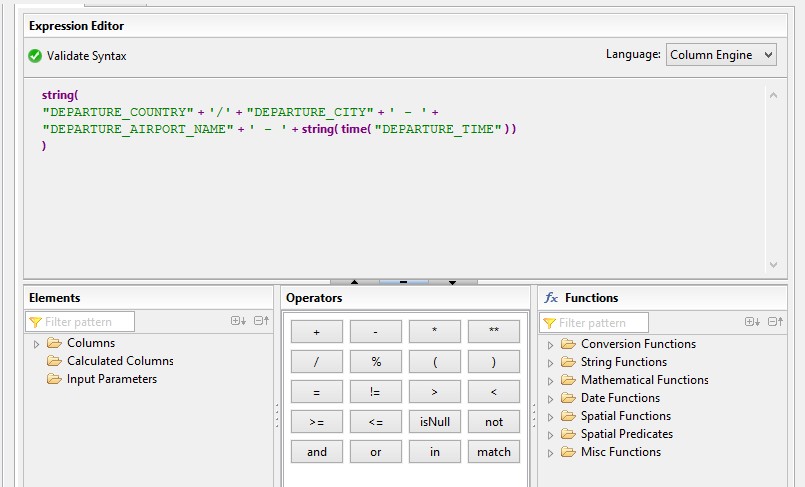 Expression Editor
Validate Syntax
Language: Column Engine
string(
"DEPARTURE_COUNTRY" + '/' + "DEPARTURE_CITY" + ' - ' +
"DEPARTURE_AIRPORT_NAME" + ' - ' + string( time( "DEPARTURE_TIME" ) )
)
Elements
Filter pattern
Columns
Calculated Columns
Input Parameters
Operators
+ - * **
/ % ( )
= != > <
>= <= isNull not
and or in match
fx Functions
Filter pattern
Conversion Functions
String Functions
Mathematical Functions
Date Functions
Spatial Functions
Spatial Predicates
Misc Functions